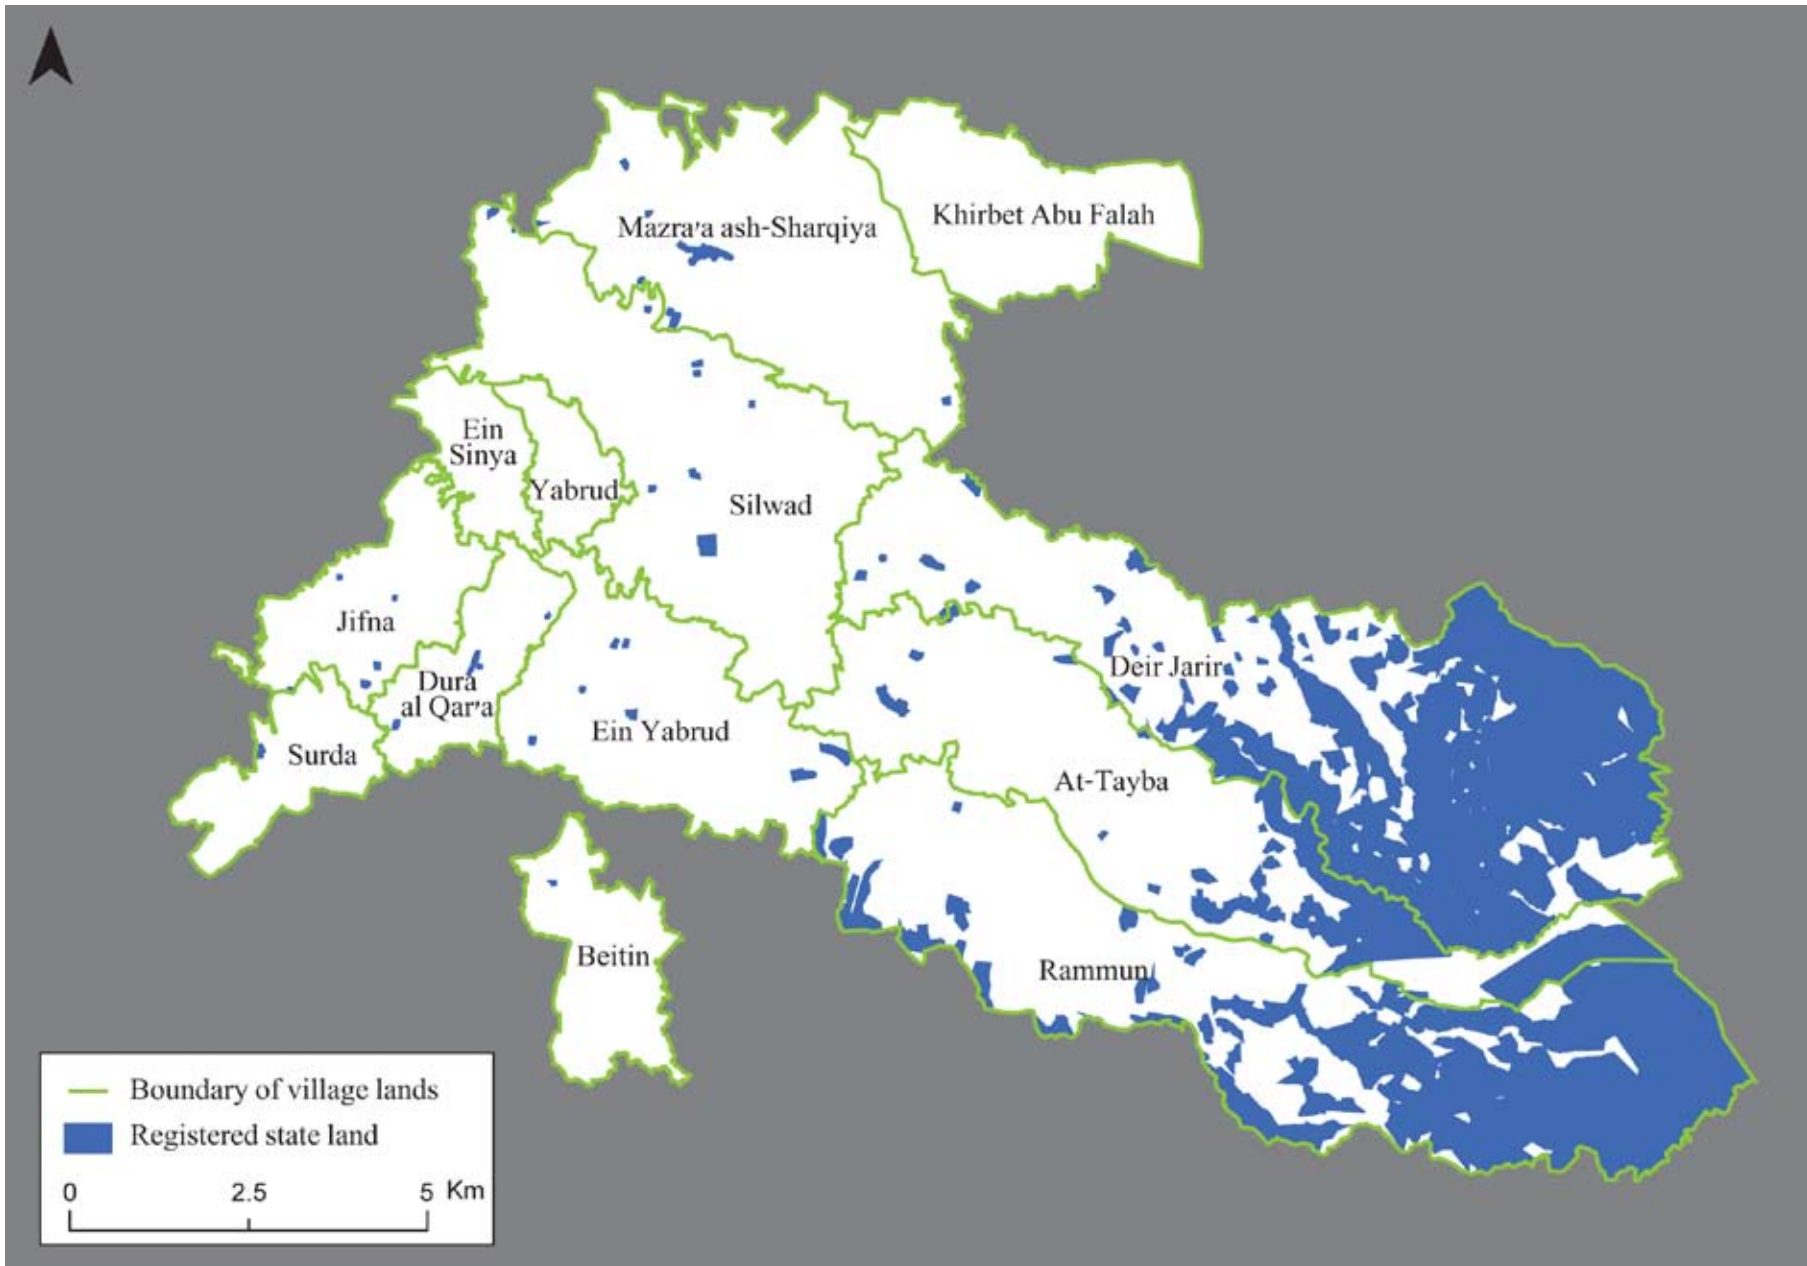 Khirbet Abu Falah
Mazra'a ash-Sharqiya
Ein
Sinya
Yabrud
Silwad
Jifna
Deir Jarir
Dura
al Qar'a
Ein Yabrud
Surda
At-Tayba
Beitin
Rammun
Boundary of village lands
Registered state land
0 2.5 5 Km